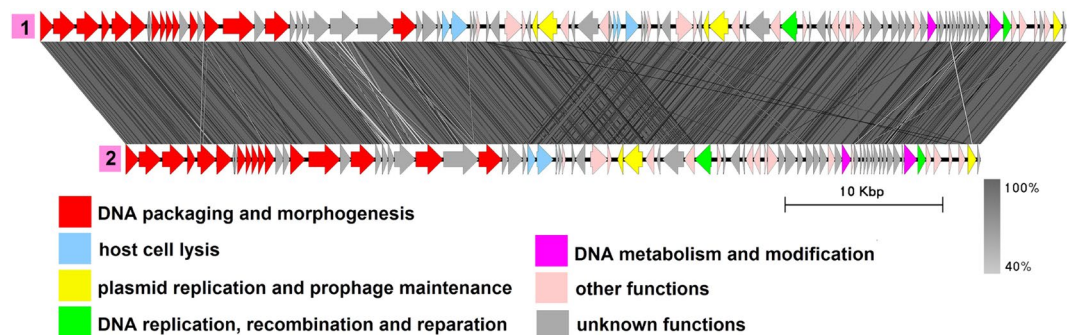 1
2
10 Kbp
100%
40%
DNA packaging and morphogenesis
host cell lysis
plasmid replication and prophage maintenance
DNA replication, recombination and reparation
DNA metabolism and modification
other functions
unknown functions